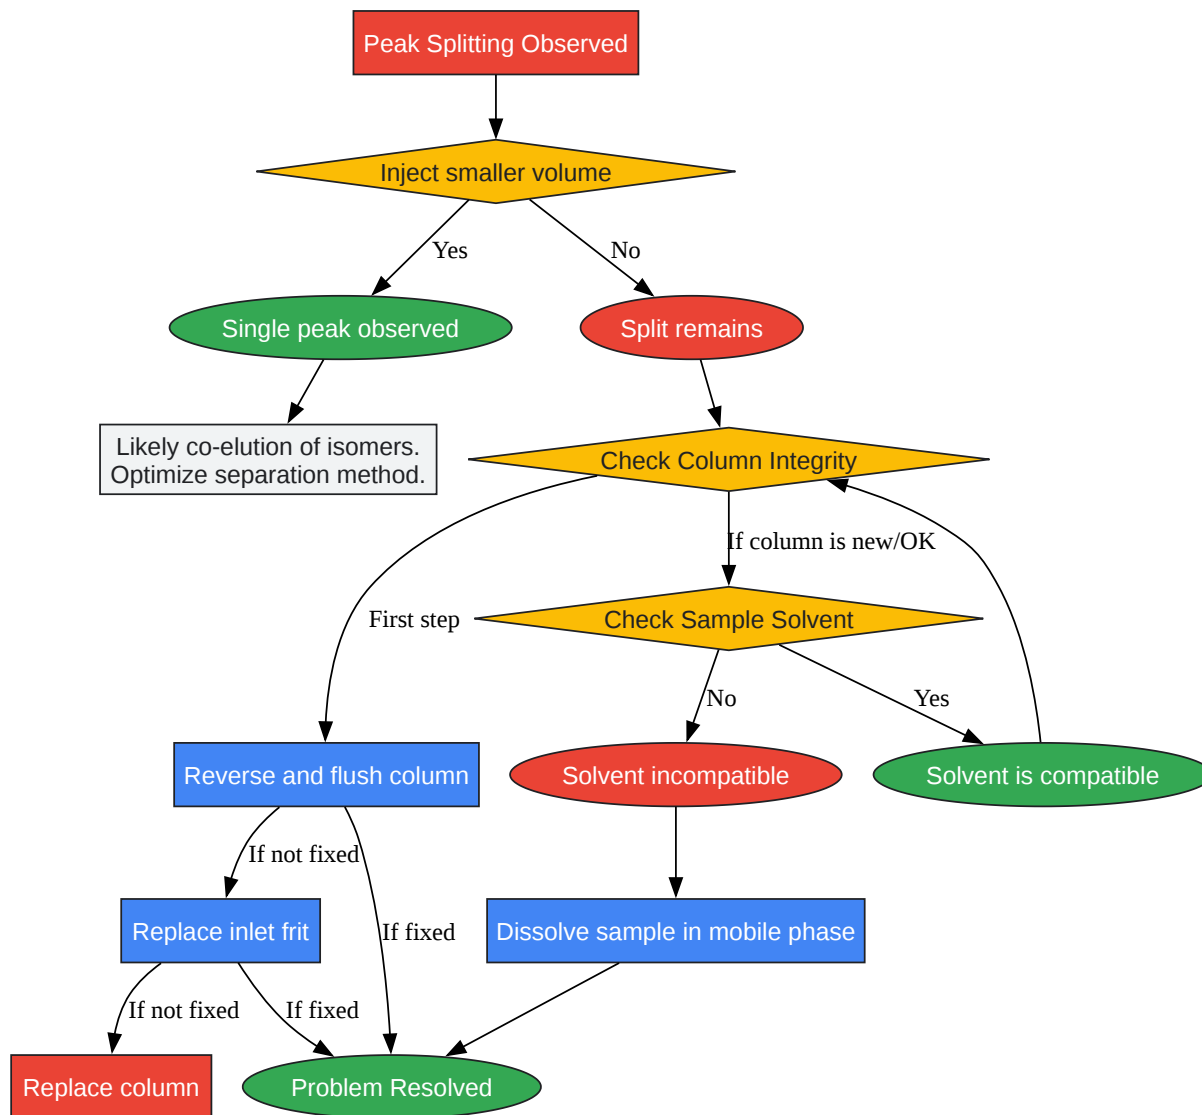 Peak Splitting Observed
Inject smaller volume
Yes
No
Single peak observed
Split remains
Likely co-elution of isomers.
Optimize separation method.
Check Column Integrity
If column is new/OK
First step
Check Sample Solvent
No
Yes
Reverse and flush column
Solvent incompatible
Solvent is compatible
If not fixed
If fixed
Replace inlet frit
Dissolve sample in mobile phase
If not fixed
If fixed
Replace column
Problem Resolved